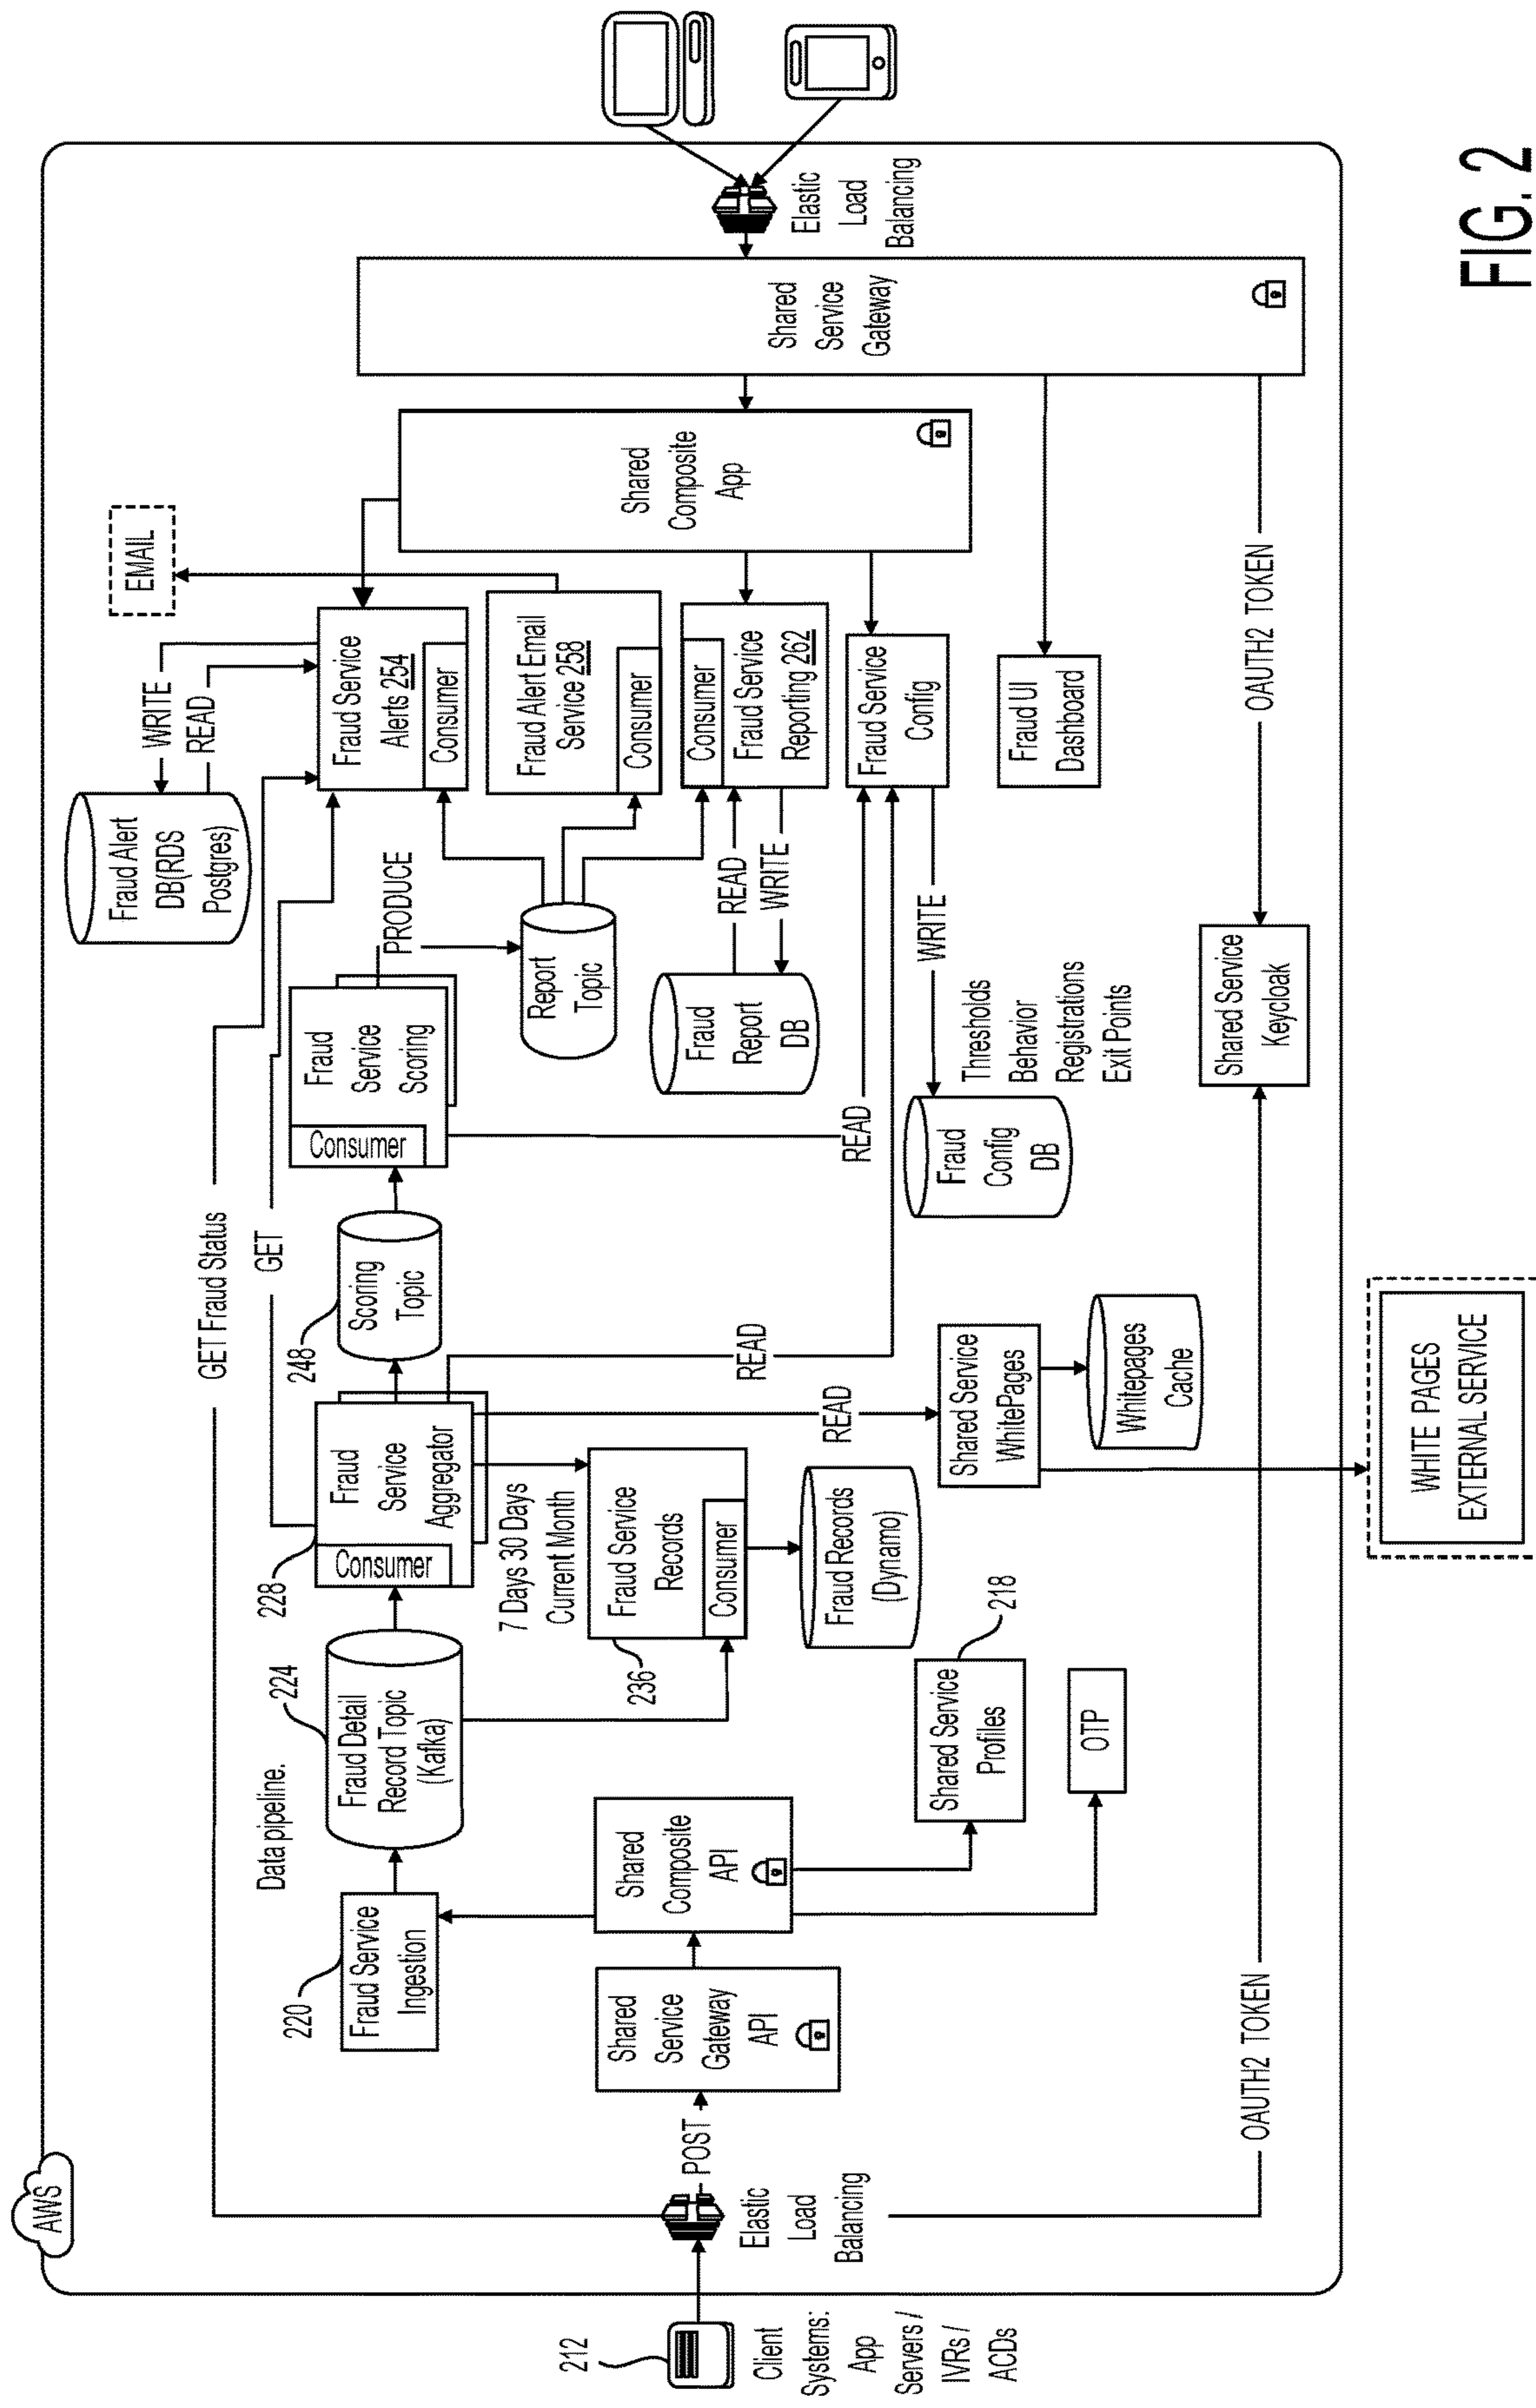 AWS
212
Client
Systems:
App
Servers /
IVRs /
ACDs
Elastic
Load
Balancing
POST
GET Fraud Status
OAUTH2 TOKEN
Shared
Service
Gateway
API
Shared
Composite
API
220
Fraud Service
Ingestion
Data pipeline.
224
Fraud Detail
Record Topic
(Kafka)
Shared Service
Profiles
218
OTP
228
Consumer
Fraud
Service
Aggregator
GET
7 Days 30 Days
Current Month
236
Fraud Service
Records
Consumer
Fraud Records
(Dynamo)
READ
READ
Shared Service
WhitePages
Whitepages
Cache
WHITE PAGES
EXTERNAL SERVICE
248
Scoring
Topic
Consumer
Fraud
Service
Scoring
PRODUCE
READ
Report
Topic
Fraud
Report
DB
READ
WRITE
Fraud
Config
DB
Thresholds
Behavior
Registrations
Exit Points
WRITE
Shared Service
Keycloak
Fraud Alert
DB(RDS
Postgres)
WRITE
READ
Fraud Service
Alerts 254
Consumer
EMAIL
Fraud Alert Email
Service 258
Consumer
Consumer
Fraud Service
Reporting 262
Fraud Service
Config
Fraud UI
Dashboard
OAUTH2 TOKEN
Shared
Composite
App
Shared
Service
Gateway
Elastic
Load
Balancing
FIG. 2